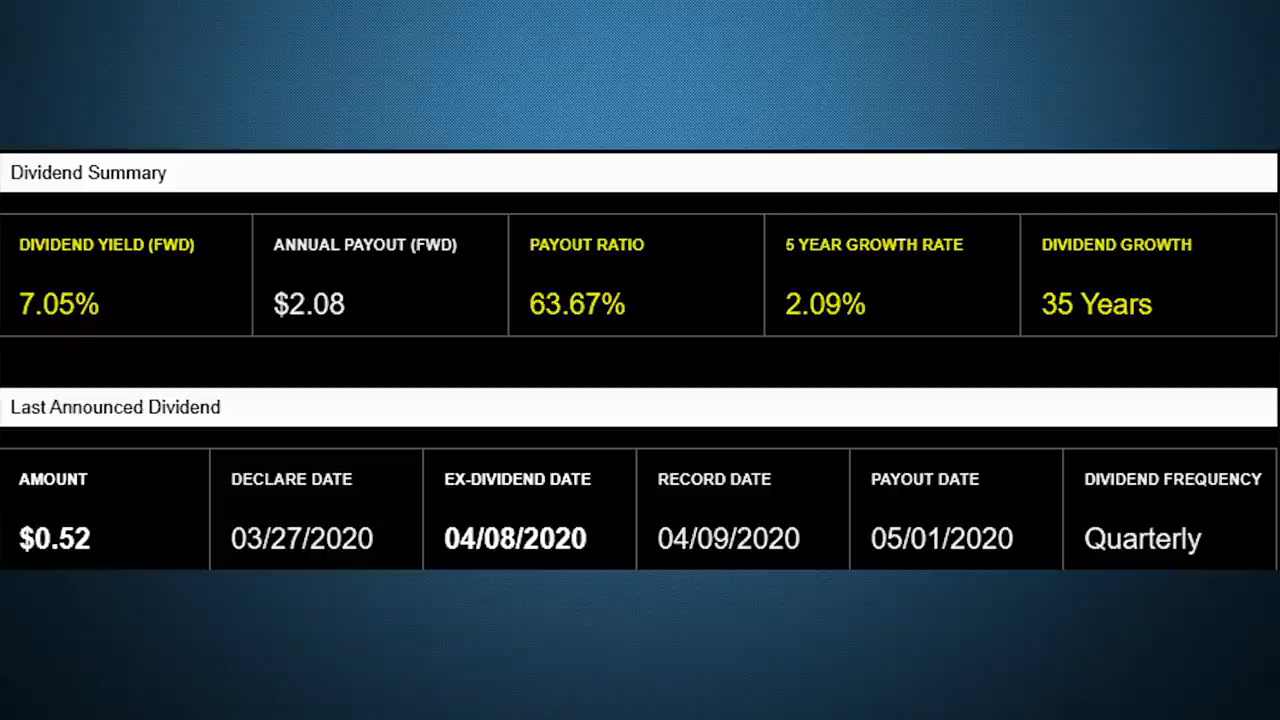 Dividend Summary
DIVIDEND YIELD (FWD) ANNUAL PAYOUT (FWD) PAYOUT RATIO 5 YEAR GROWTH RATE DIVIDEND GROWTH
7.05% $2.08 63.67% 2.09% 35 Years
Last Announced Dividend
AMOUNT DECLARE DATE EX-DIVIDEND DATE RECORD DATE PAYOUT DATE DIVIDEND FREQUENCY
$0.52 03/27/2020 04/08/2020 04/09/2020 05/01/2020 Quarterly